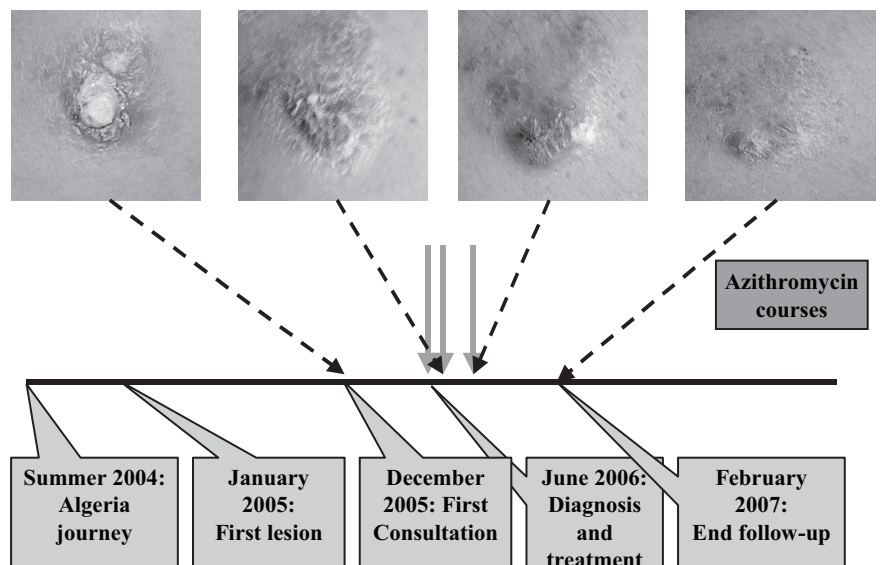 Azithromycin
courses
Summer 2004:
Algeria
journey
January
2005:
First lesion
December
2005: First
Consultation
June 2006:
Diagnosis
and
treatment
February
2007:
End follow-up